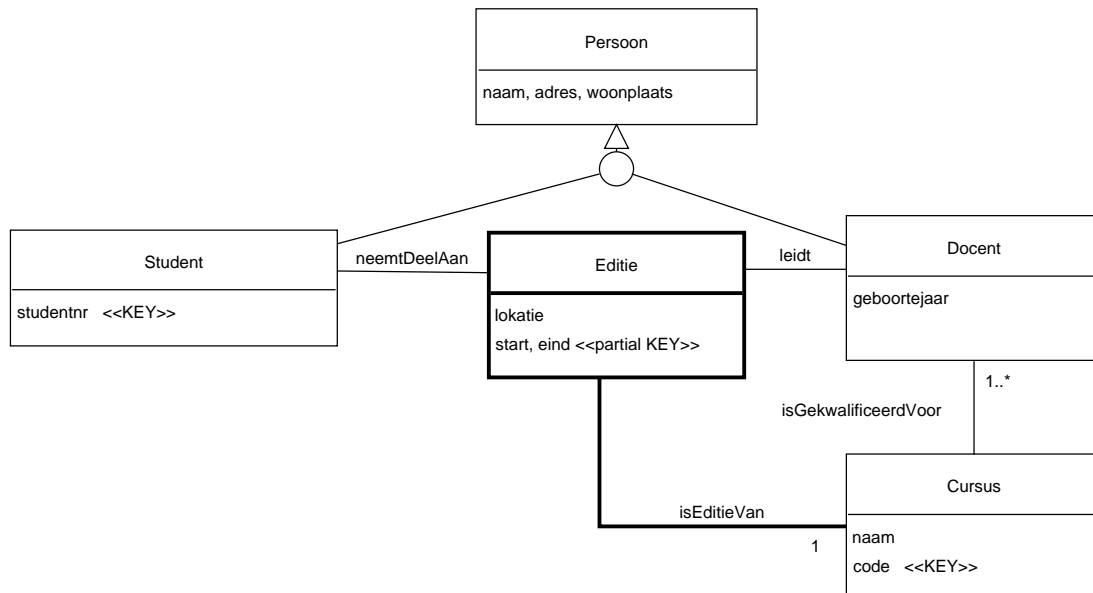 Persoon
naam, adres, woonplaats
Student
studentnr <<KEY>>
neemtDeelAan
Editie
lokatie
start, eind <<partial KEY>>
leidt
Docent
geboortejaar
1..*
isGekwalificeerdVoor
isEditieVan
1
Cursus
naam
code <<KEY>>